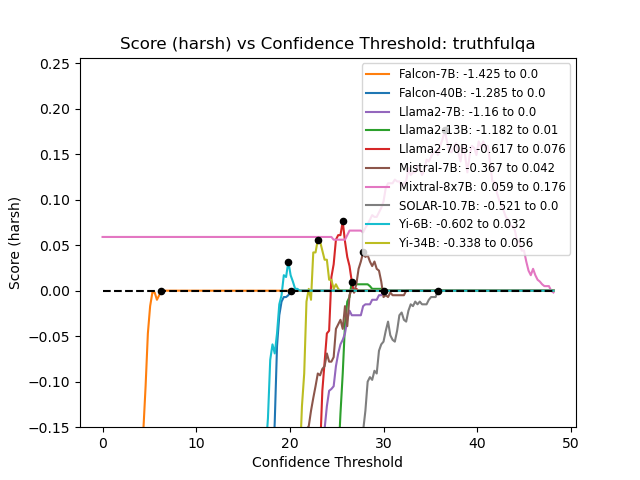 Score (harsh) vs Confidence Threshold: truthfulqa
Score (harsh)
0.25
0.20
0.15
0.10
0.05
0.00
−0.05
−0.10
−0.15
Falcon-7B: -1.425 to 0.0
Falcon-40B: -1.285 to 0.0
Llama2-7B: -1.16 to 0.0
Llama2-13B: -1.182 to 0.01
Llama2-70B: -0.617 to 0.076
Mistral-7B: -0.367 to 0.042
Mixtral-8x7B: 0.059 to 0.176
SOLAR-10.7B: -0.521 to 0.0
Yi-6B: -0.602 to 0.032
Yi-34B: -0.338 to 0.056
0
10
20
30
40
50
Confidence Threshold